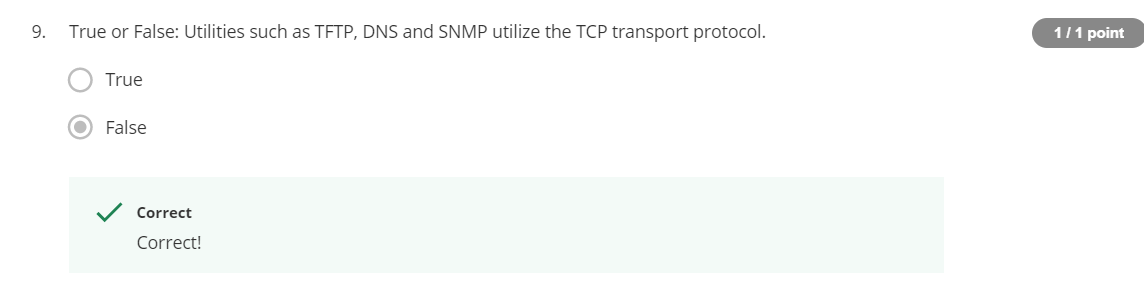 9. True or False: Utilities such as TFTP, DNS and SNMP utilize the TCP transport protocol.
1 / 1 point
True
False
Correct
Correct!